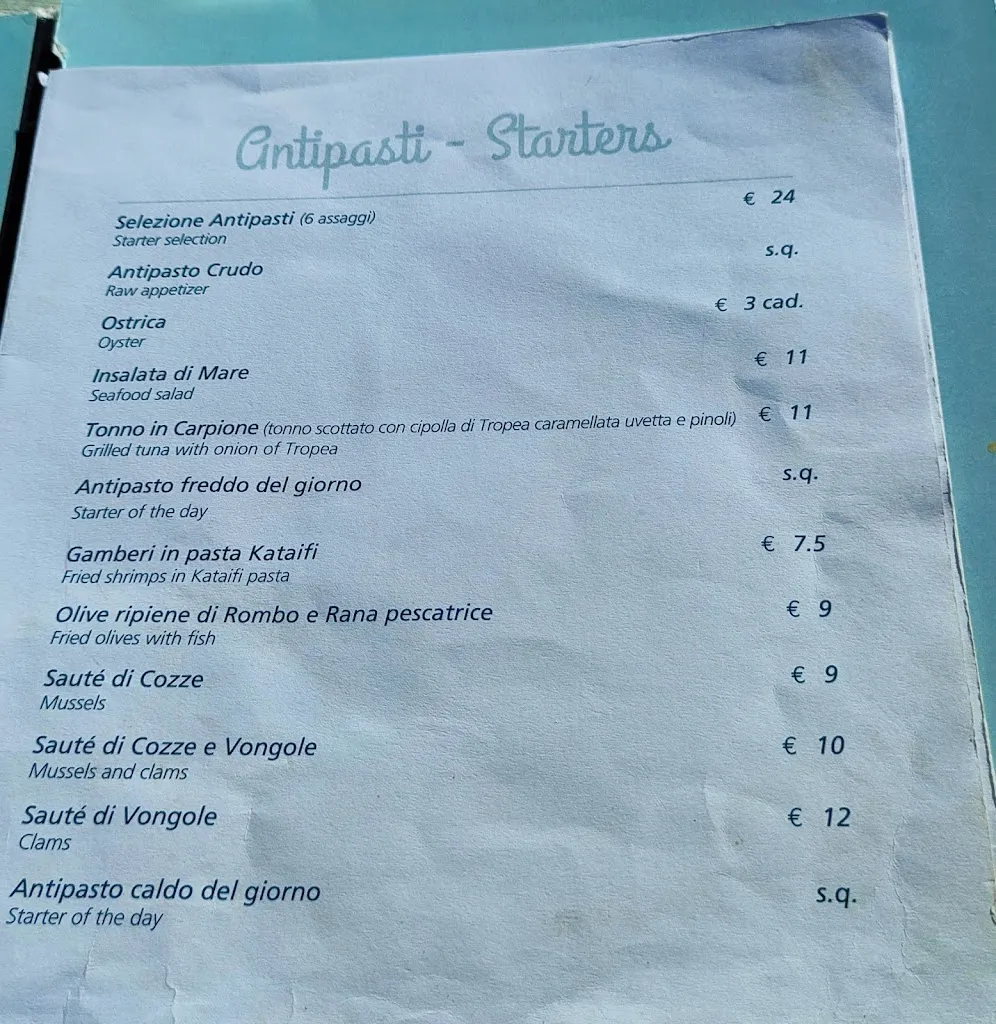 Antipasti - Starters
Selezione Antipasti (6 assaggi) € 24
Starter selection
Antipasto Crudo s.q.
Raw appetizer
Ostrica € 3 cad.
Oyster
Insalata di Mare € 11
Seafood salad
Tonno in Carpione (tonno scottato con cipolla di Tropea caramellata uvetta e pinoli) € 11
Grilled tuna with onion of Tropea
Antipasto freddo del giorno s.q.
Starter of the day
Gamberi in pasta Kataifi € 7.5
Fried shrimps in Kataifi pasta
Olive ripiene di Rombo e Rana pescatrice € 9
Fried olives with fish
Sauté di Cozze € 9
Mussels
Sauté di Cozze e Vongole € 10
Mussels and clams
Sauté di Vongole € 12
Clams
Antipasto caldo del giorno s.q.
Starter of the day